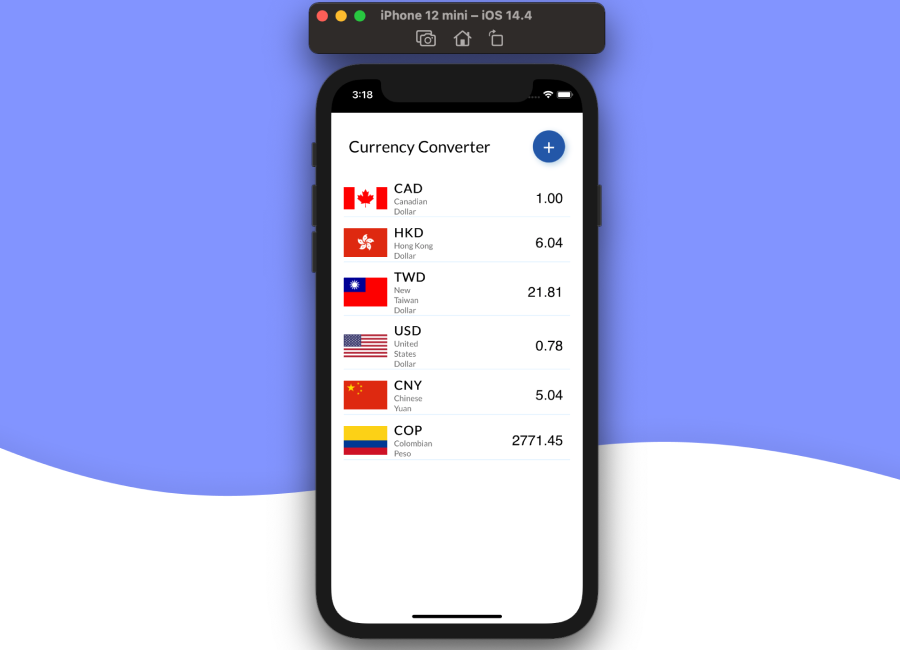 iPhone 12 mini – iOS 14.4
3:18
Currency Converter
+
CAD
Canadian
Dollar
1.00
HKD
Hong Kong
Dollar
6.04
TWD
New
Taiwan
Dollar
21.81
USD
United
States
Dollar
0.78
CNY
Chinese
Yuan
5.04
COP
Colombian
Peso
2771.45